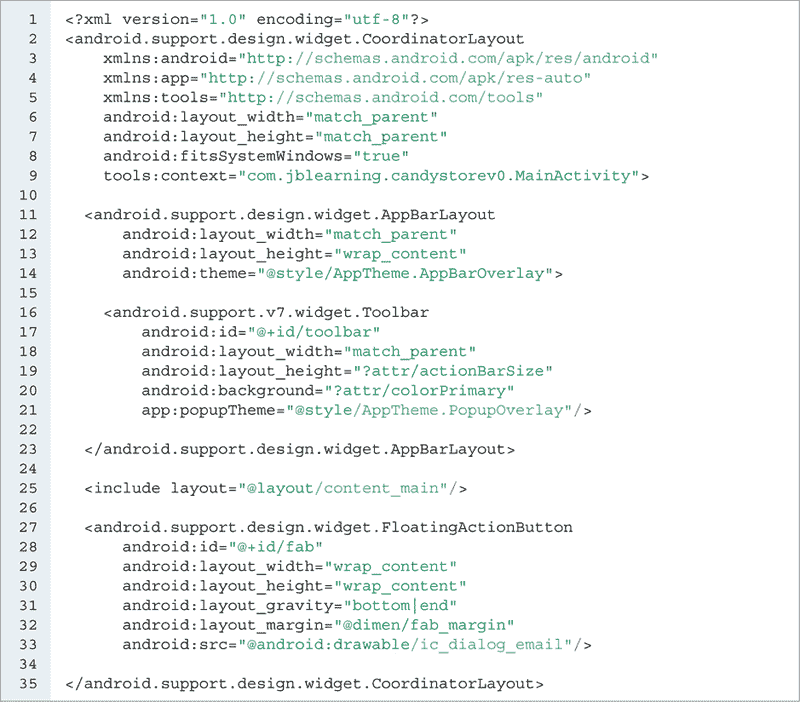 1 <?xml version="1.0" encoding="utf-8"?>
2 <android.support.design.widget.CoordinatorLayout
3 xmlns:android="http://schemas.android.com/apk/res/android"
4 xmlns:app="http://schemas.android.com/apk/res-auto"
5 xmlns:tools="http://schemas.android.com/tools"
6 android:layout_width="match_parent"
7 android:layout_height="match_parent"
8 android:fitsSystemWindows="true"
9 tools:context="com.jblearning.candystorev0.MainActivity">
10
11 <android.support.design.widget.AppBarLayout
12 android:layout_width="match_parent"
13 android:layout_height="wrap_content"
14 android:theme="@style/AppTheme.AppBarOverlay">
15
16 <android.support.v7.widget.Toolbar
17 android:id="@+id/toolbar"
18 android:layout_width="match_parent"
19 android:layout_height="?attr/actionBarSize"
20 android:background="?attr/colorPrimary"
21 app:popupTheme="@style/AppTheme.PopupOverlay"/>
22
23 </android.support.design.widget.AppBarLayout>
24
25 <include layout="@layout/content_main"/>
26
27 <android.support.design.widget.FloatingActionButton
28 android:id="@+id/fab"
29 android:layout_width="wrap_content"
30 android:layout_height="wrap_content"
31 android:layout_gravity="bottom|end"
32 android:layout_margin="@dimen/fab_margin"
33 android:src="@android:drawable/ic_dialog_email"/>
34
35 </android.support.design.widget.CoordinatorLayout>